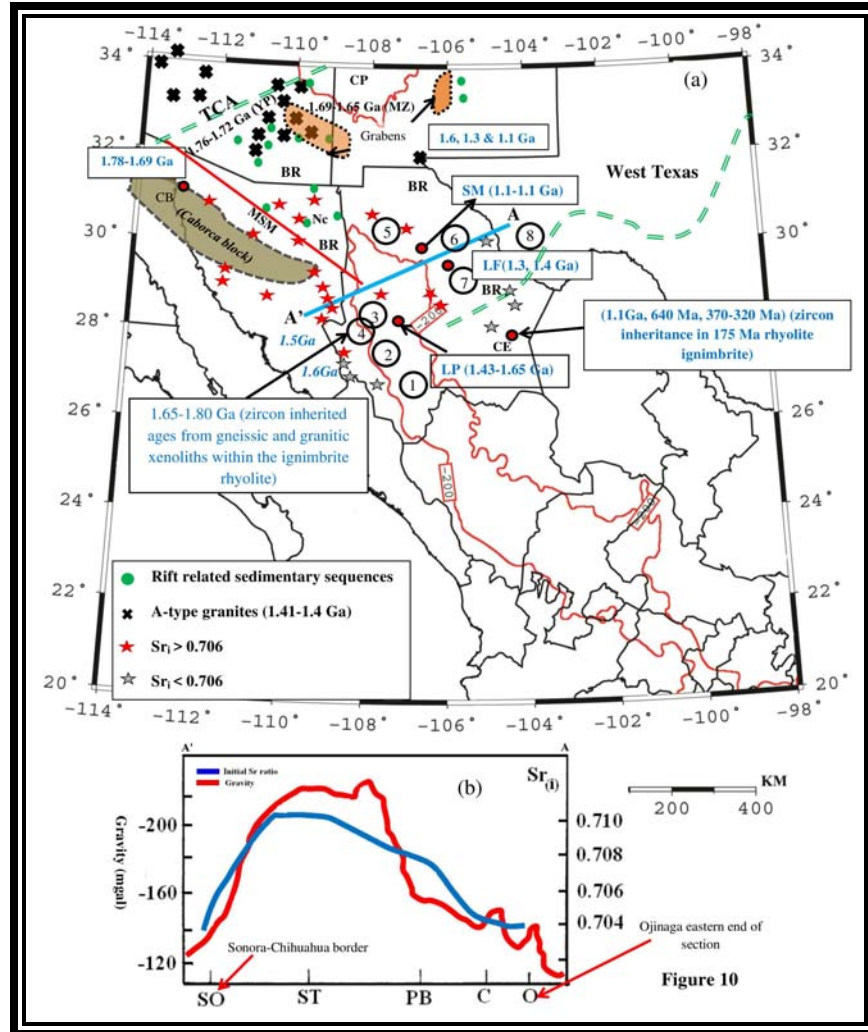 -114° -112° -110° -108° -106° -104° -102° -100° -98°
34° 34°
(a)
CP
TCA
1.76-1.72 Ga (YP)
1.69-1.65 Ga (MZ)
Grabens
1.6, 1.3 & 1.1 Ga
32° 32°
1.78-1.69 Ga
BR
BR
West Texas
SM (1.1-1.1 Ga)
A
CB
(Caborca block)
MSM
Nc
BR
30° 30°
5
6
8
LF(1.3, 1.4 Ga)
7
BR
A'
3
4
-200
28° 28°
1.5Ga
CE
(1.1Ga, 640 Ma, 370-320 Ma) (zircon
inheritance in 175 Ma rhyolite
ignimbrite)
1.6Ga
2
LP (1.43-1.65 Ga)
1
26° 26°
1.65-1.80 Ga (zircon inherited
ages from gneissic and granitic
xenoliths within the ignimbrite
rhyolite)
-200
24° 24°
-200
22° 22°
Rift related sedimentary sequences
A-type granites (1.41-1.4 Ga)
Sri > 0.706
Sri < 0.706
20° 20°
-114° -112° -110° -108° -106° -104° -102° -100° -98°
A' A
Initial Sr ratio
Gravity
(b)
Sr(i)
KM
200 400
Gravity (mgal)
-200
-160
-120
0.710
0.708
0.706
0.704
Sonora-Chihuahua border
Ojinaga eastern end of
section
Figure 10
SO ST PB C O